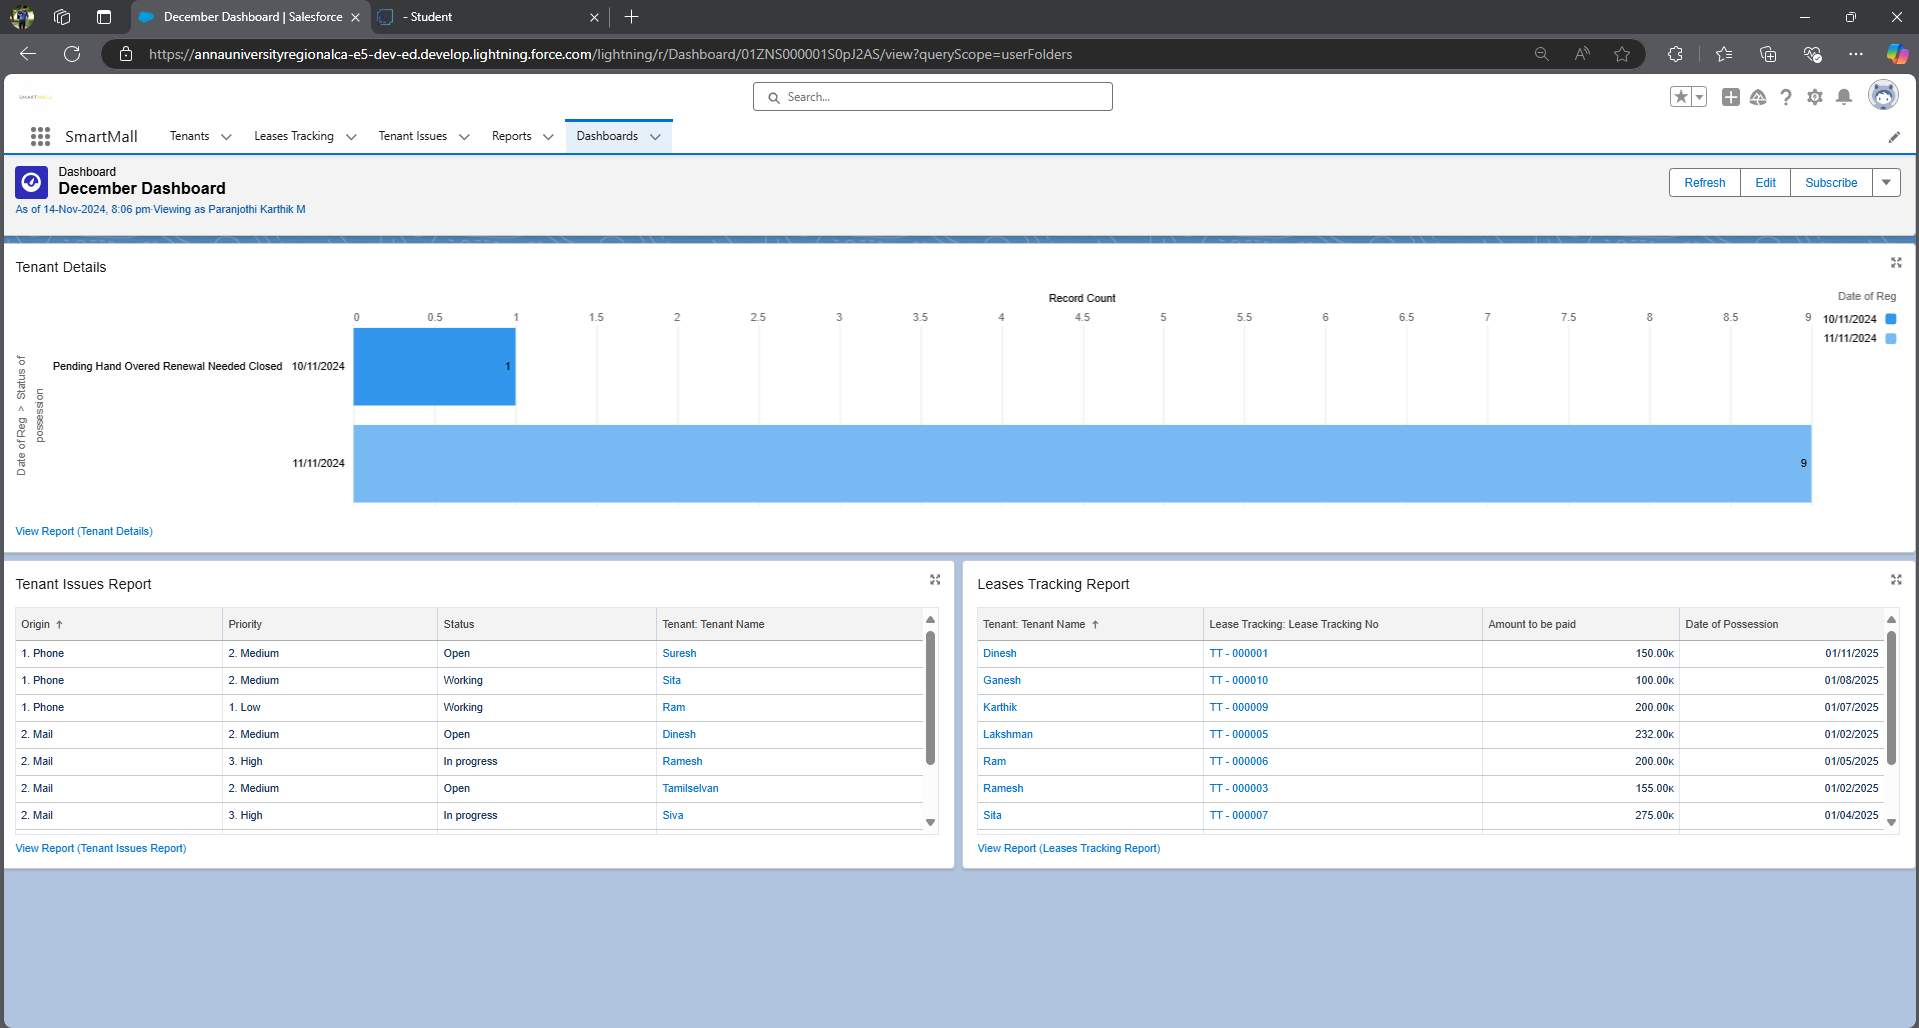 December Dashboard | Salesforce
- Student
https://annauniversityregionalca-e5-dev-ed.develop.lightning.force.com/lightning/r/Dashboard/01ZNS000001S0pJ2AS/view?queryScope=userFolders
SMARTMALL
Search...
SmartMall
Tenants
Leases Tracking
Tenant Issues
Reports
Dashboards
Dashboard
December Dashboard
As of 14-Nov-2024, 8:06 pm·Viewing as Paranjothi Karthik M
Refresh
Edit
Subscribe
Tenant Details
Record Count
0 0.5 1 1.5 2 2.5 3 3.5 4 4.5 5 5.5 6 6.5 7 7.5 8 8.5 9
Date of Reg
10/11/2024
11/11/2024
Date of Reg > Status of possession
Pending Hand Overed Renewal Needed Closed 10/11/2024 1
11/11/2024 9
View Report (Tenant Details)
Tenant Issues Report
Origin ↑ Priority Status Tenant: Tenant Name
1. Phone 2. Medium Open Suresh
1. Phone 2. Medium Working Sita
1. Phone 1. Low Working Ram
2. Mail 2. Medium Open Dinesh
2. Mail 3. High In progress Ramesh
2. Mail 2. Medium Open Tamilselvan
2. Mail 3. High In progress Siva
View Report (Tenant Issues Report)
Leases Tracking Report
Tenant: Tenant Name ↑ Lease Tracking: Lease Tracking No Amount to be paid Date of Possession
Dinesh TT - 000001 150.00K 01/11/2025
Ganesh TT - 000010 100.00K 01/08/2025
Karthik TT - 000009 200.00K 01/07/2025
Lakshman TT - 000005 232.00K 01/02/2025
Ram TT - 000006 200.00K 01/05/2025
Ramesh TT - 000003 155.00K 01/02/2025
Sita TT - 000007 275.00K 01/04/2025
View Report (Leases Tracking Report)